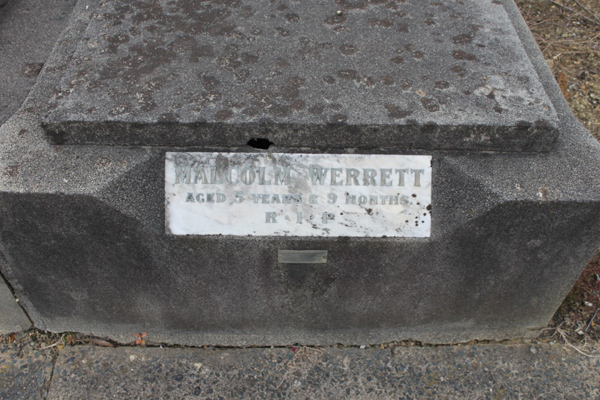 MALCOLM WERRETT
AGED 5 YEARS & 9 MONTHS.
R. I. P.